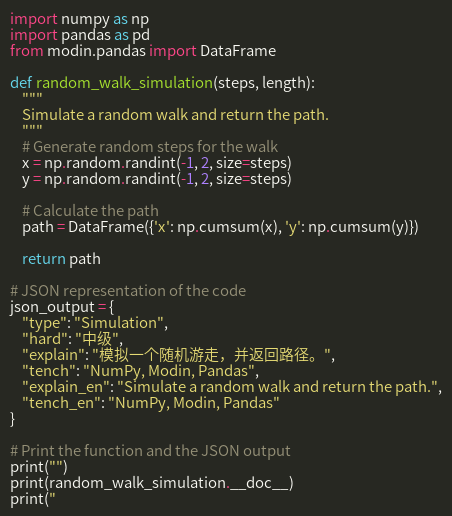 import numpy as np
import pandas as pd
from modin.pandas import DataFrame

def random_walk_simulation(steps, length):
    """
    Simulate a random walk and return the path.
    """
    # Generate random steps for the walk
    x = np.random.randint(-1, 2, size=steps)
    y = np.random.randint(-1, 2, size=steps)

    # Calculate the path
    path = DataFrame({'x': np.cumsum(x), 'y': np.cumsum(y)})

    return path

# JSON representation of the code
json_output = {
    "type": "Simulation",
    "hard": "中级",
    "explain": "模拟一个随机游走，并返回路径。",
    "tench": "NumPy, Modin, Pandas",
    "explain_en": "Simulate a random walk and return the path.",
    "tench_en": "NumPy, Modin, Pandas"
}

# Print the function and the JSON output
print("")
print(random_walk_simulation.__doc__)
print("